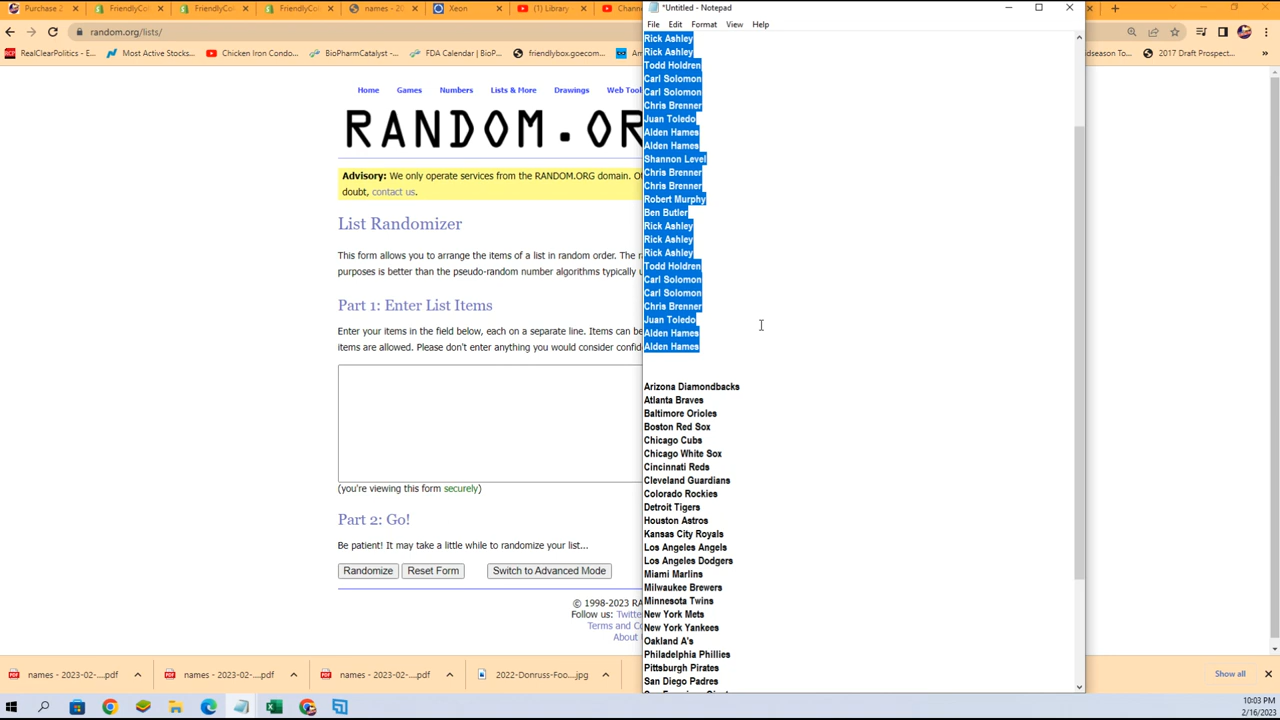 Purchase 2
FriendlyCo
FriendlyCo
FriendlyCo
names - 20
Xeon
(1) Library
Chann
*Untitled - Notepad
random.org/lists/
File Edit Format View Help
RealClearPolitics - E...
Most Active Stocks...
Chicken Iron Condo...
BioPharmCatalyst -...
FDA Calendar | BioP...
friendlybox.goecom...
Am
season To...
2017 Draft Prospect...
Home
Games
Numbers
Lists & More
Drawings
Web Tool
RANDOM.OR
Advisory: We only operate services from the RANDOM.ORG domain. Ot
doubt, contact us.
List Randomizer
This form allows you to arrange the items of a list in random order. The ra
purposes is better than the pseudo-random number algorithms typically u
Part 1: Enter List Items
Enter your items in the field below, each on a separate line. Items can be
items are allowed. Please don't enter anything you would consider confid
(you're viewing this form securely)
Part 2: Go!
Be patient! It may take a little while to randomize your list...
Randomize
Reset Form
Switch to Advanced Mode
© 1998-2023 RA
Follow us: Twitte
Terms and Co
About
Rick Ashley
Rick Ashley
Todd Holdren
Carl Solomon
Carl Solomon
Chris Brenner
Juan Toledo
Alden Hames
Alden Hames
Shannon Level
Chris Brenner
Chris Brenner
Robert Murphy
Ben Butler
Rick Ashley
Rick Ashley
Rick Ashley
Todd Holdren
Carl Solomon
Carl Solomon
Chris Brenner
Juan Toledo
Alden Hames
Alden Hames
Arizona Diamondbacks
Atlanta Braves
Baltimore Orioles
Boston Red Sox
Chicago Cubs
Chicago White Sox
Cincinnati Reds
Cleveland Guardians
Colorado Rockies
Detroit Tigers
Houston Astros
Kansas City Royals
Los Angeles Angels
Los Angeles Dodgers
Miami Marlins
Milwaukee Brewers
Minnesota Twins
New York Mets
New York Yankees
Oakland A's
Philadelphia Phillies
Pittsburgh Pirates
San Diego Padres
names - 2023-02-....pdf
names - 2023-02-....pdf
names - 2023-02-....pdf
2022-Donruss-Foo....jpg
Show all
10:03 PM
2/16/2023